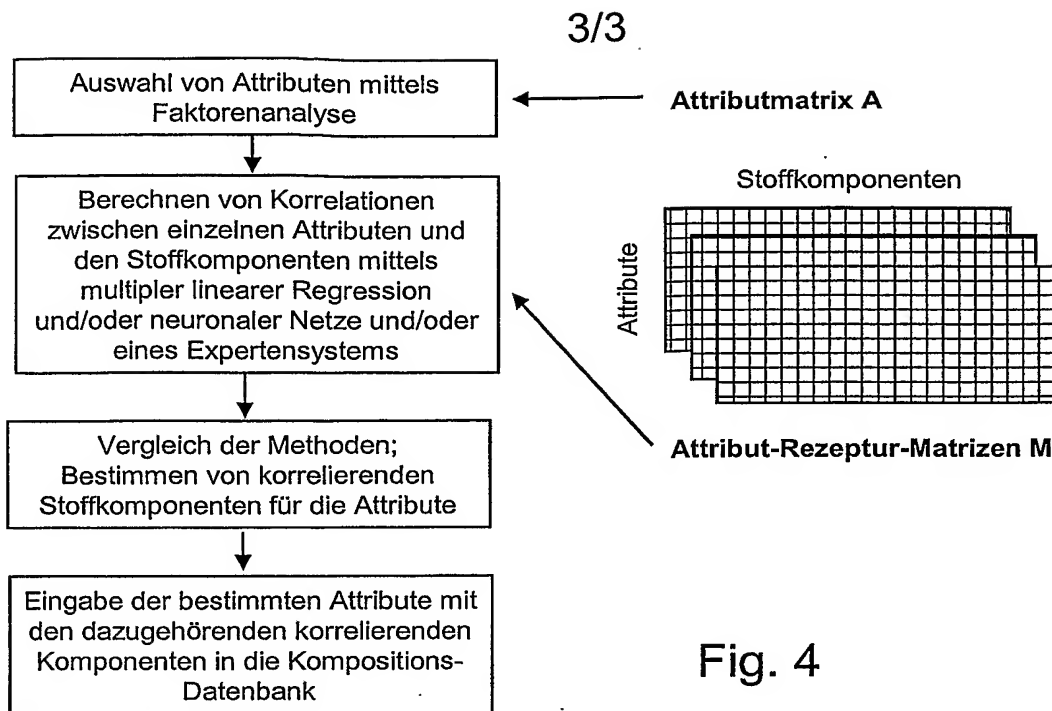 3/3
Auswahl von Attributen mittels
Faktorenanalyse
Attributmatrix A
Berechnen von Korrelationen
zwischen einzelnen Attributen und
den Stoffkomponenten mittels
multipler linearer Regression
und/oder neuronaler Netze und/oder
eines Expertensystems
Stoffkomponenten
Attribute
Attribut-Rezeptur-Matrizen M
Vergleich der Methoden;
Bestimmen von korrelierenden
Stoffkomponenten für die Attribute
Eingabe der bestimmten Attribute mit
den dazugehörenden korrelierenden
Komponenten in die Kompositions-
Datenbank
Fig. 4